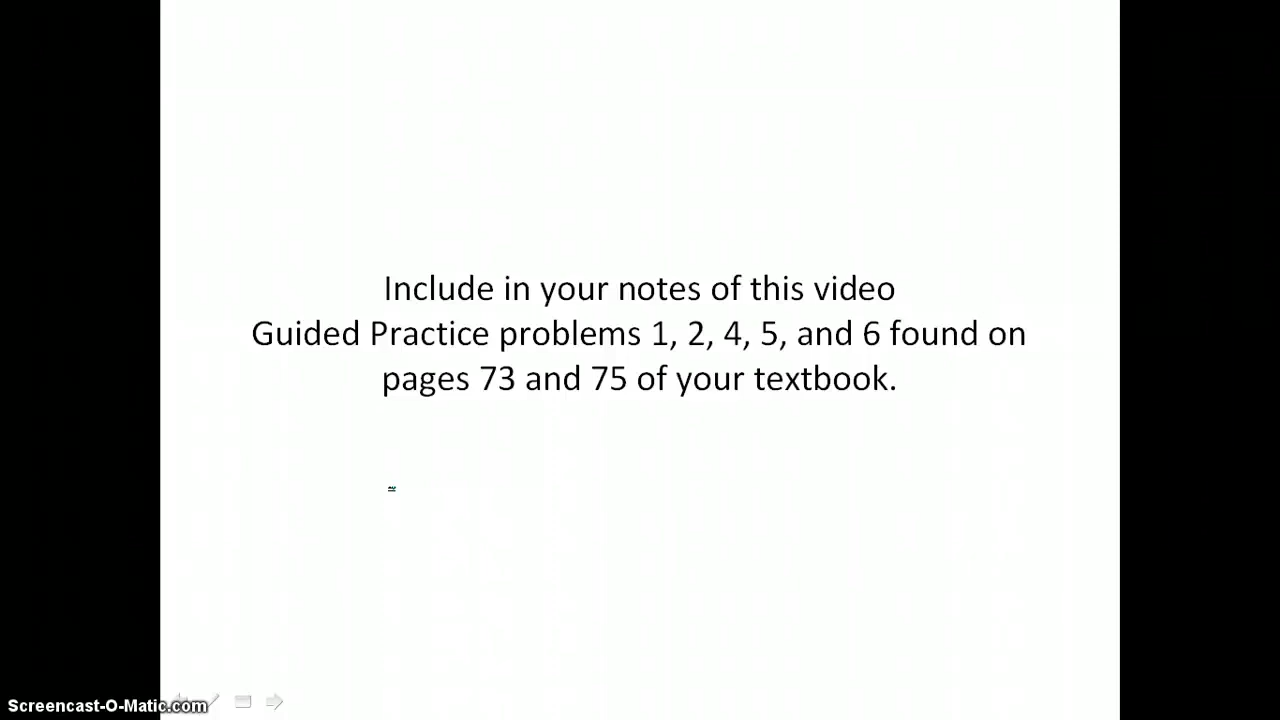 Include in your notes of this video
Guided Practice problems 1, 2, 4, 5, and 6 found on
pages 73 and 75 of your textbook.
≅
Screencast-O-Matic.com